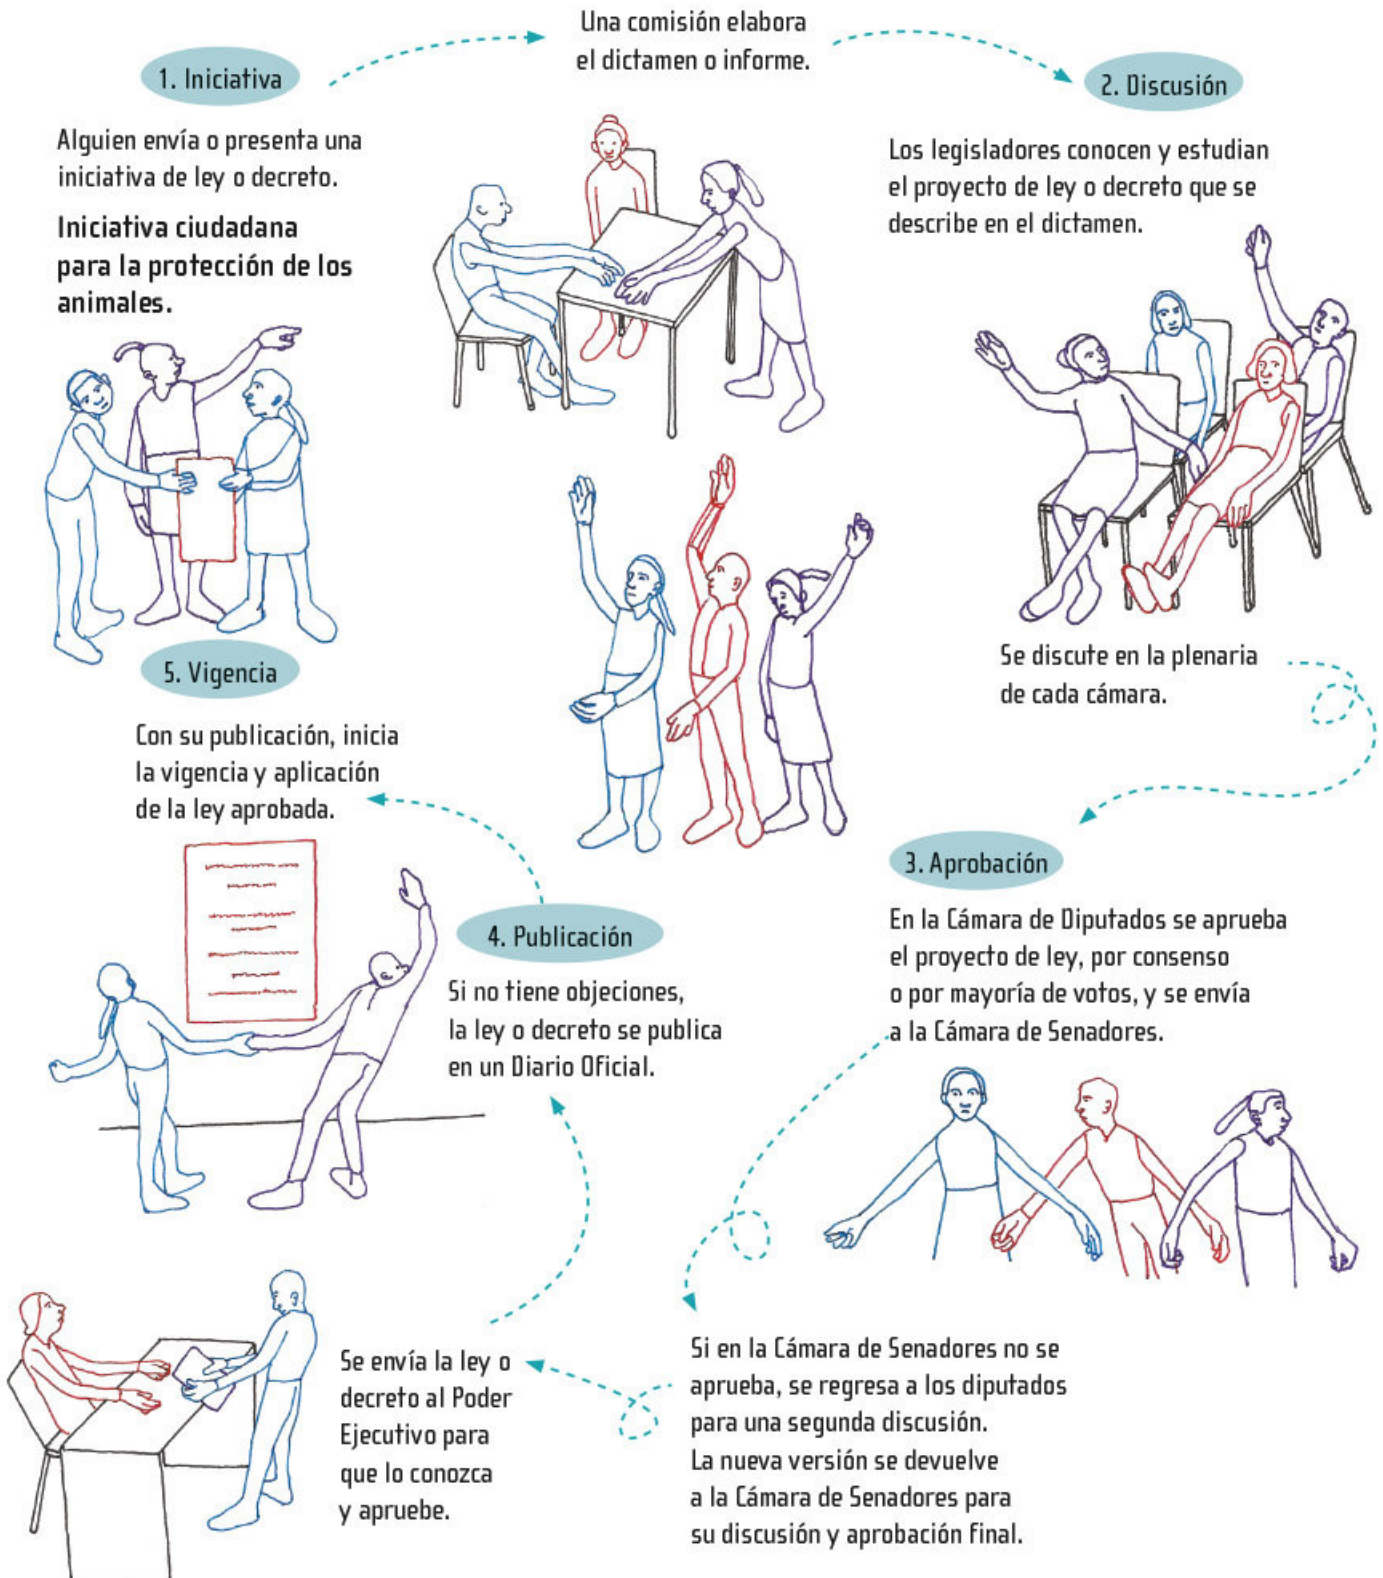 1. Iniciativa
Alguien envía o presenta una
iniciativa de ley o decreto.
Iniciativa ciudadana
para la protección de los
animales.
Una comisión elabora
el dictamen o informe.
2. Discusión
Los legisladores conocen y estudian
el proyecto de ley o decreto que se
describe en el dictamen.
Se discute en la plenaria
de cada cámara.
3. Aprobación
En la Cámara de Diputados se aprueba
el proyecto de ley, por consenso
o por mayoría de votos, y se envía
a la Cámara de Senadores.
Si en la Cámara de Senadores no se
aprueba, se regresa a los diputados
para una segunda discusión.
La nueva versión se devuelve
a la Cámara de Senadores para
su discusión y aprobación final.
Se envía la ley o
decreto al Poder
Ejecutivo para
que lo conozca
y apruebe.
4. Publicación
Si no tiene objeciones,
la ley o decreto se publica
en un Diario Oficial.
5. Vigencia
Con su publicación, inicia
la vigencia y aplicación
de la ley aprobada.